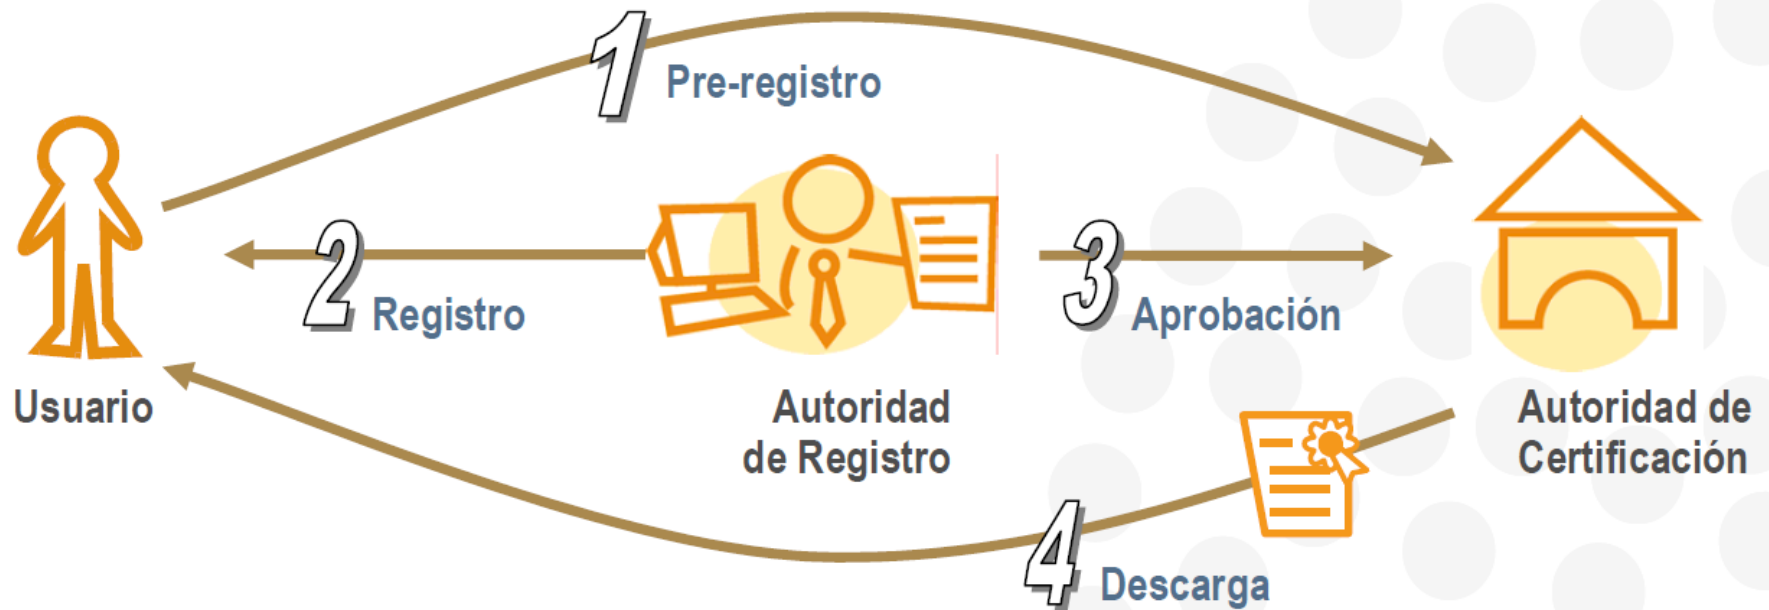 1
Pre-registro
2
Registro
3
Aprobación
Usuario
Autoridad
de Registro
Autoridad de
Certificación
4
Descarga